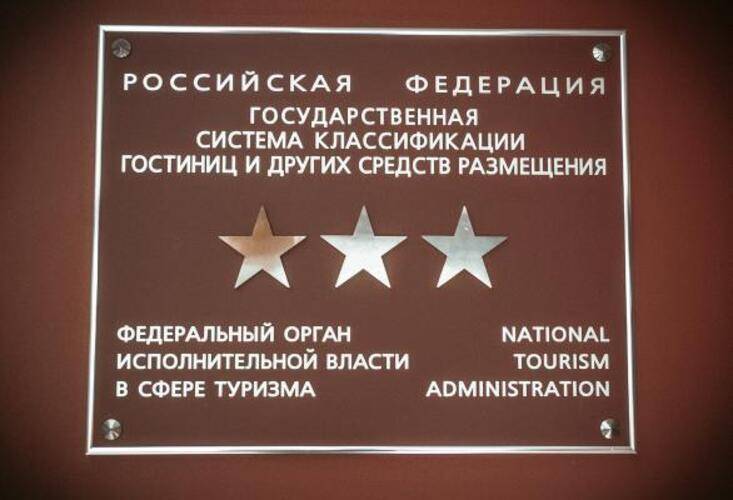 РОССИЙСКАЯ ФЕДЕРАЦИЯ
ГОСУДАРСТВЕННАЯ
СИСТЕМА КЛАССИФИКАЦИИ
ГОСТИНИЦ И ДРУГИХ СРЕДСТВ РАЗМЕЩЕНИЯ
ФЕДЕРАЛЬНЫЙ ОРГАН
ИСПОЛНИТЕЛЬНОЙ ВЛАСТИ
В СФЕРЕ ТУРИЗМА
NATIONAL
TOURISM
ADMINISTRATION